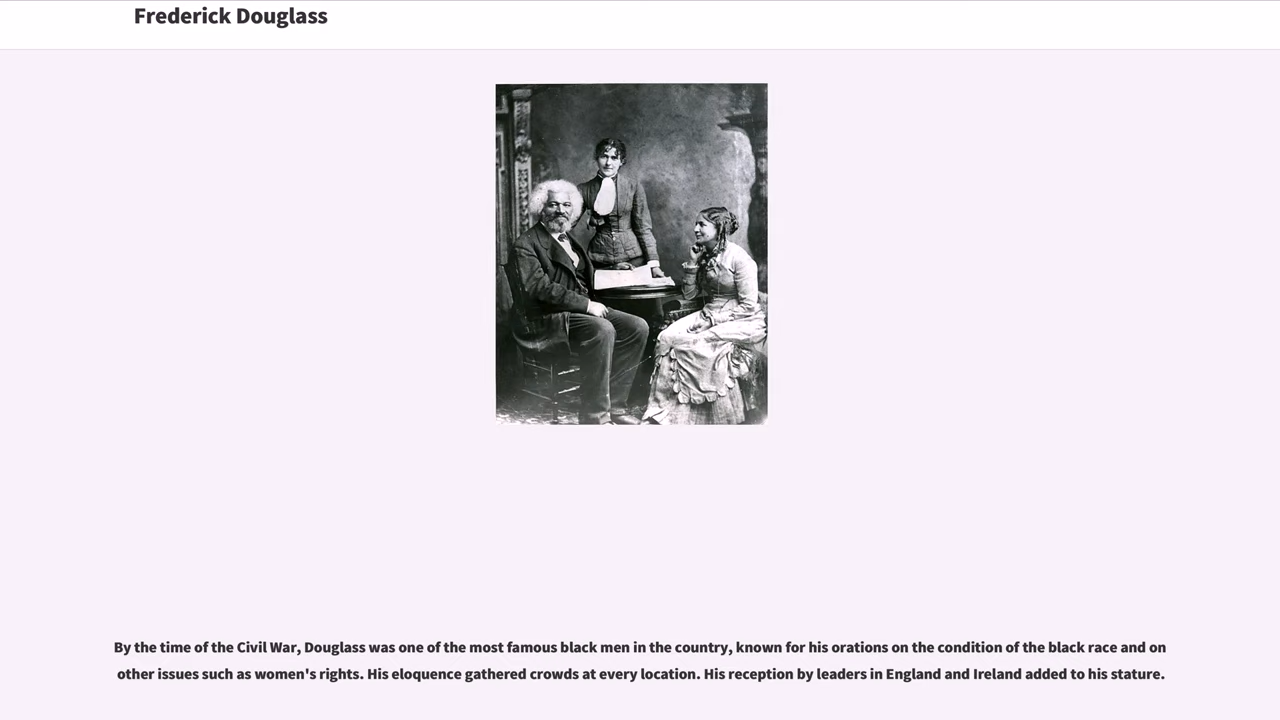 Frederick Douglass
By the time of the Civil War, Douglass was one of the most famous black men in the country, known for his orations on the condition of the black race and on
other issues such as women's rights. His eloquence gathered crowds at every location. His reception by leaders in England and Ireland added to his stature.